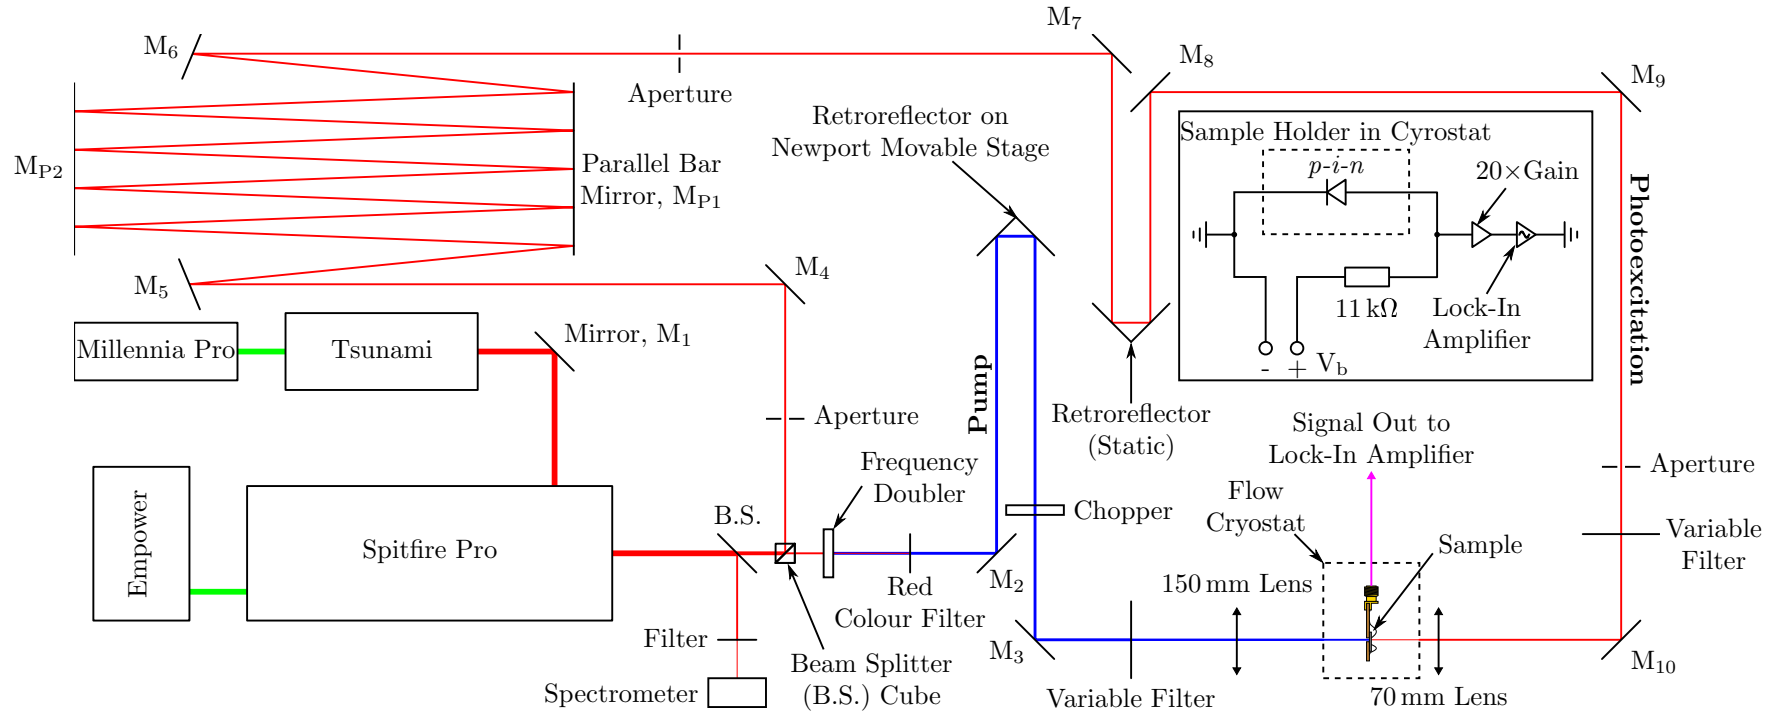 M7
M6
M8
M9
Aperture
Retroreflector on
Newport Movable Stage
Sample Holder in Cyrostat
p-i-n
20×Gain
MP2
Parallel Bar
Mirror, MP1
Photoexcitation
M5
M4
11 kΩ
Lock-In
Amplifier
- + Vb
Millennia Pro
Tsunami
Mirror, M1
Pump
Retroreflector
(Static)
Aperture
Signal Out to
Lock-In Amplifier
Frequency
Doubler
Aperture
Empower
Spitfire Pro
B.S.
Chopper
Flow
Cryostat
Sample
Variable
Filter
Red
Colour Filter
M2
150 mm Lens
Filter
Beam Splitter
(B.S.) Cube
M3
M10
Spectrometer
Variable Filter
70 mm Lens